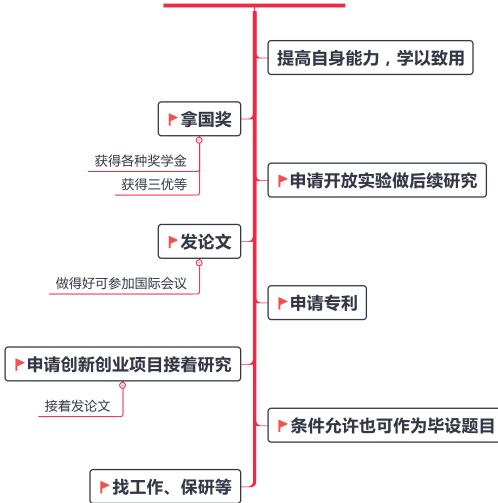 提高自身能力，学以致用
拿国奖
获得各种奖学金
获得三优等
申请开放实验做后续研究
发论文
做得好可参加国际会议
申请专利
申请创新创业项目接着研究
接着发论文
条件允许也可作为毕设题目
找工作、保研等